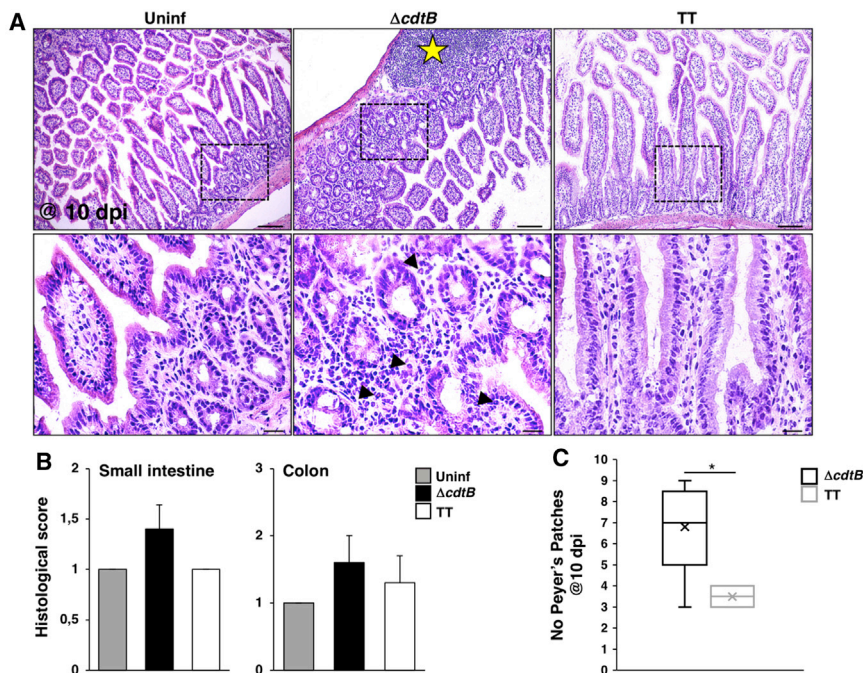 A
Uninf
ΔcdtB
TT
@ 10 dpi
B
Small intestine
Colon
Uninf
ΔcdtB
TT
Histological score
2
1,5
1
0,5
0
3
2
1
0
C
*
ΔcdtB
TT
No Peyer's Patches
@10 dpi
10
9
8
7
6
5
4
3
2
1
0